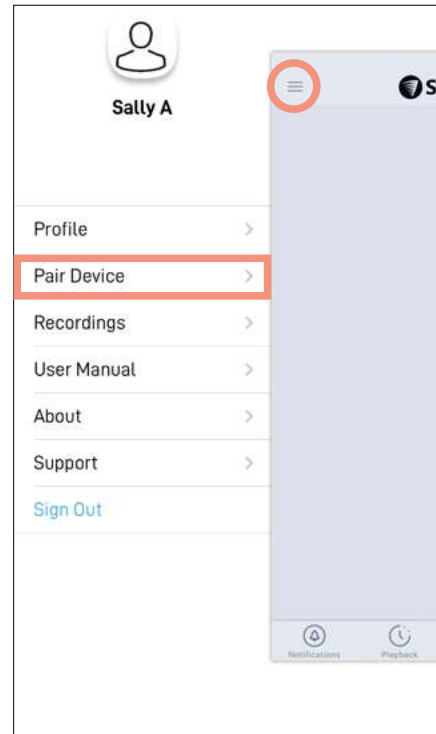 Sally A
S
Profile
Pair Device
Recordings
User Manual
About
Support
Sign Out
Notifications
Playback